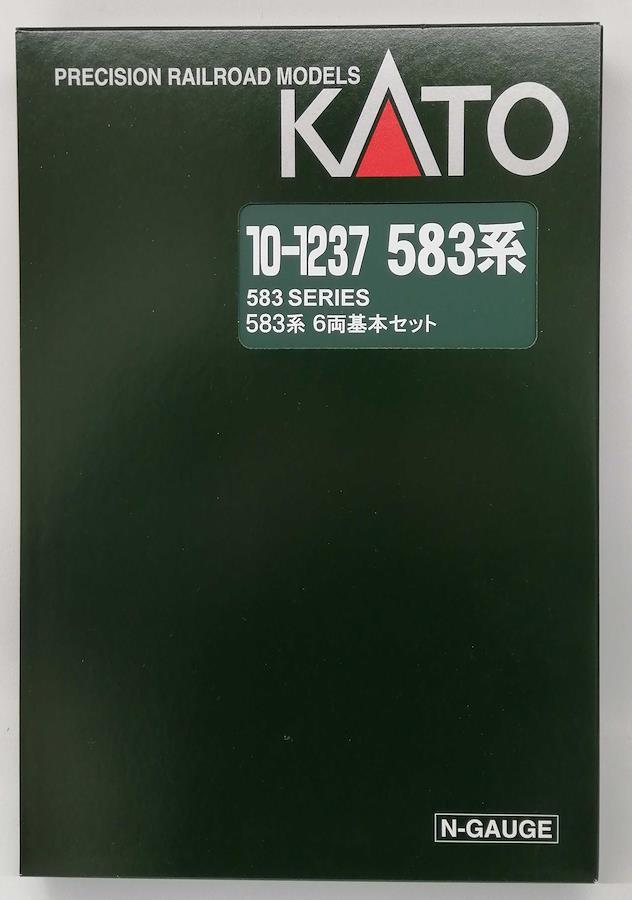 PRECISION RAILROAD MODELS
KATO
10-1237 583系
583 SERIES
583系 6両基本セット
N-GAUGE